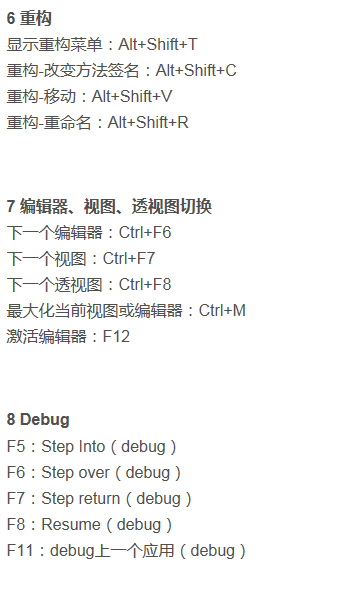 6 重构
显示重构菜单：Alt+Shift+T
重构-改变方法签名：Alt+Shift+C
重构-移动：Alt+Shift+V
重构-重命名：Alt+Shift+R
7 编辑器、视图、透视图切换
下一个编辑器：Ctrl+F6
下一个视图：Ctrl+F7
下一个透视图：Ctrl+F8
最大化当前视图或编辑器：Ctrl+M
激活编辑器：F12
8 Debug
F5：Step Into（debug）
F6：Step over（debug）
F7：Step return（debug）
F8：Resume（debug）
F11：debug上一个应用（debug）